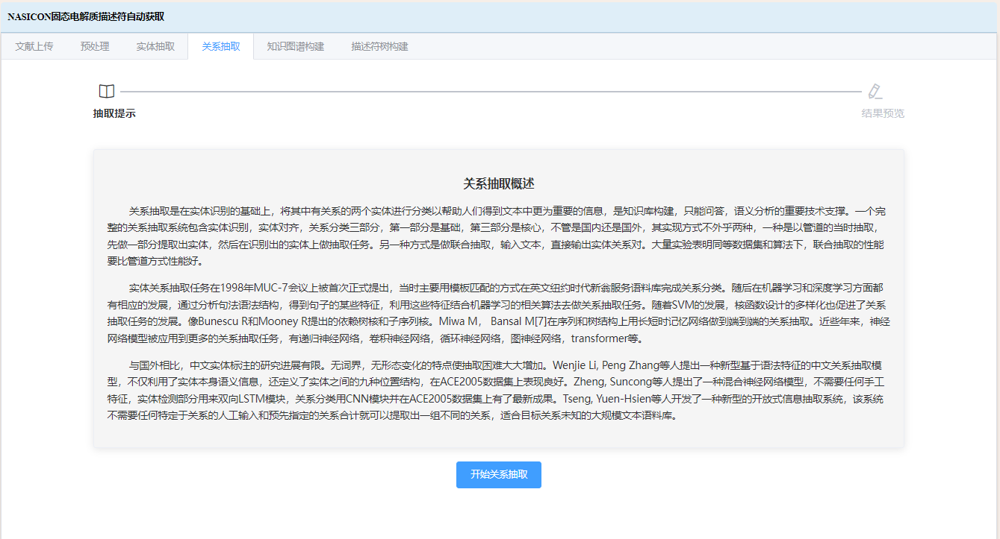 NASICON固态电解质描述符自动获取
文献上传 预处理 实体抽取 关系抽取 知识图谱构建 描述符树构建
抽取提示 结果预览
关系抽取概述
关系抽取是在实体识别的基础上，将其中有关系的两个实体进行分类以帮助人们得到文本中更为重要的信息，是知识库构建，只能问答，语义分析的重要技术支撑。一个完
整的关系抽取系统包含实体识别，实体对齐，关系分类三部分，第一部分是基础，第三部分是核心，不管是国内还是国外，其实现方式不外乎两种，一种是以管道的当时抽取，
先做一部分提取出实体，然后在识别出的实体上做抽取任务。另一种方式是做联合抽取，输入文本，直接输出实体关系对。大量实验表明同等数据集和算法下，联合抽取的性能
要比管道方式性能好。
实体关系抽取任务在1998年MUC-7会议上被首次正式提出，当时主要用模板匹配的方式在英文纽约时代新翁服务语料库完成关系分类。随后在机器学习和深度学习方面都
有相应的发展，通过分析句法语法结构，得到句子的某些特征，利用这些特征结合机器学习的相关算法去做关系抽取任务。随着SVM的发展，核函数设计的多样化也促进了关系
抽取任务的发展。像Bunescu R和Mooney R提出的依赖树核和子序列核。Miwa M， Bansal M[7]在序列和树结构上用长短时记忆网络做到端到端的关系抽取。近些年来，神经
网络模型被应用到更多的关系抽取任务，有递归神经网络，卷积神经网络，循环神经网络，图神经网络，transformer等。
与国外相比，中文实体标注的研究进展有限。无词界，无形态变化的特点使抽取困难大大增加。Wenjie Li, Peng Zhang等人提出一种新型基于语法特征的中文关系抽取模
型，不仅利用了实体本身语义信息，还定义了实体之间的九种位置结构，在ACE2005数据集上表现良好。Zheng, Suncong等人提出了一种混合神经网络模型，不需要任何手工
特征，实体检测部分用来双向LSTM模块，关系分类用CNN模块并在ACE2005数据集上有了最新成果。Tseng, Yuen-Hsien等人开发了一种新型的开放式信息抽取系统，该系统
不需要任何特定于关系的人工输入和预先指定的关系合计就可以提取出一组不同的关系，适合目标关系未知的大规模文本语料库。
开始关系抽取